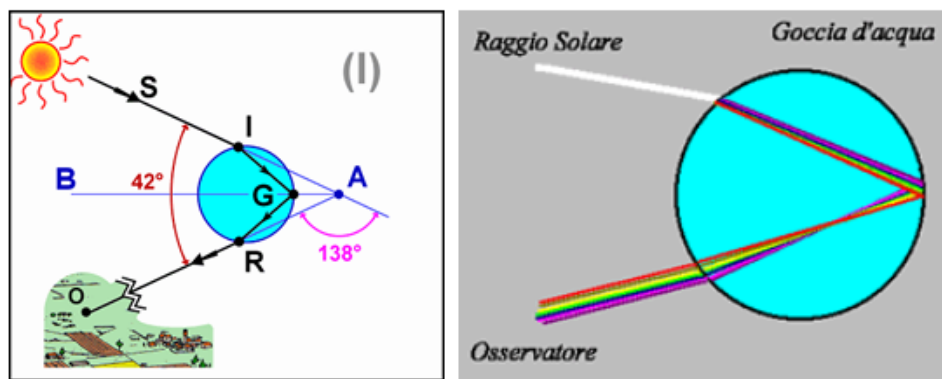 (I)
S
I
B
42°
G
A
R
138°
O
Raggio Solare
Goccia d'acqua
Osservatore